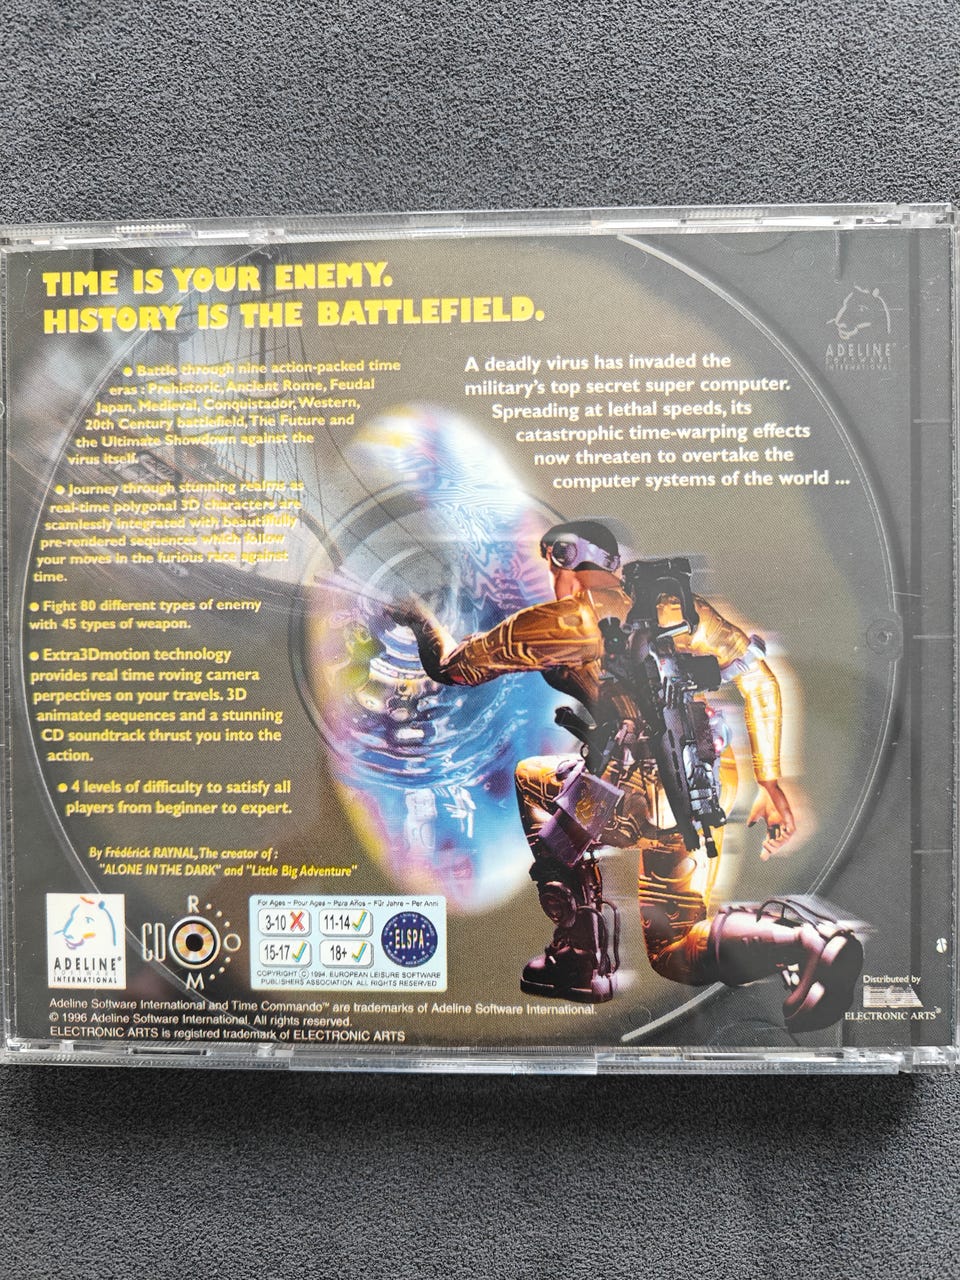 TIME IS YOUR ENEMY.
HISTORY IS THE BATTLEFIELD.
• Battle through nine action-packed time
eras : Prehistoric, Ancient Rome, Feudal
Japan, Medieval, Conquistador, Western,
20th Century battlefield, The Future and
the Ultimate Showdown against the
virus itself.
• Journey through stunning realms as
real-time polygonal 3D characters are
seamlessly integrated with beautifully
pre-rendered sequences which follow
your moves in the furious race against
time.
• Fight 80 different types of enemy
with 45 types of weapon.
• Extra3Dmotion technology
provides real time roving camera
perpectives on your travels. 3D
animated sequences and a stunning
CD soundtrack thrust you into the
action.
• 4 levels of difficulty to satisfy all
players from beginner to expert.
By Frédérick RAYNAL, The creator of :
"ALONE IN THE DARK" and "Little Big Adventure"
A deadly virus has invaded the
military's top secret super computer.
Spreading at lethal speeds, its
catastrophic time-warping effects
now threaten to overtake the
computer systems of the world ...
ADELINE®
SOFTWARE
INTERNATIONAL
ADELINE®
SOFTWARE
INTERNATIONAL
CD ROM
For Ages – Pour Ages – Para Años – Für Jahre – Per Anni
3-10 11-14
15-17 18+
ELSPA
COPYRIGHT © 1994. EUROPEAN LEISURE SOFTWARE
PUBLISHERS ASSOCIATION. ALL RIGHTS RESERVED
Adeline Software International and Time Commando™ are trademarks of Adeline Software International.
© 1996 Adeline Software International. All rights reserved.
ELECTRONIC ARTS is registred trademark of ELECTRONIC ARTS
Distributed by
ELECTRONIC ARTS®